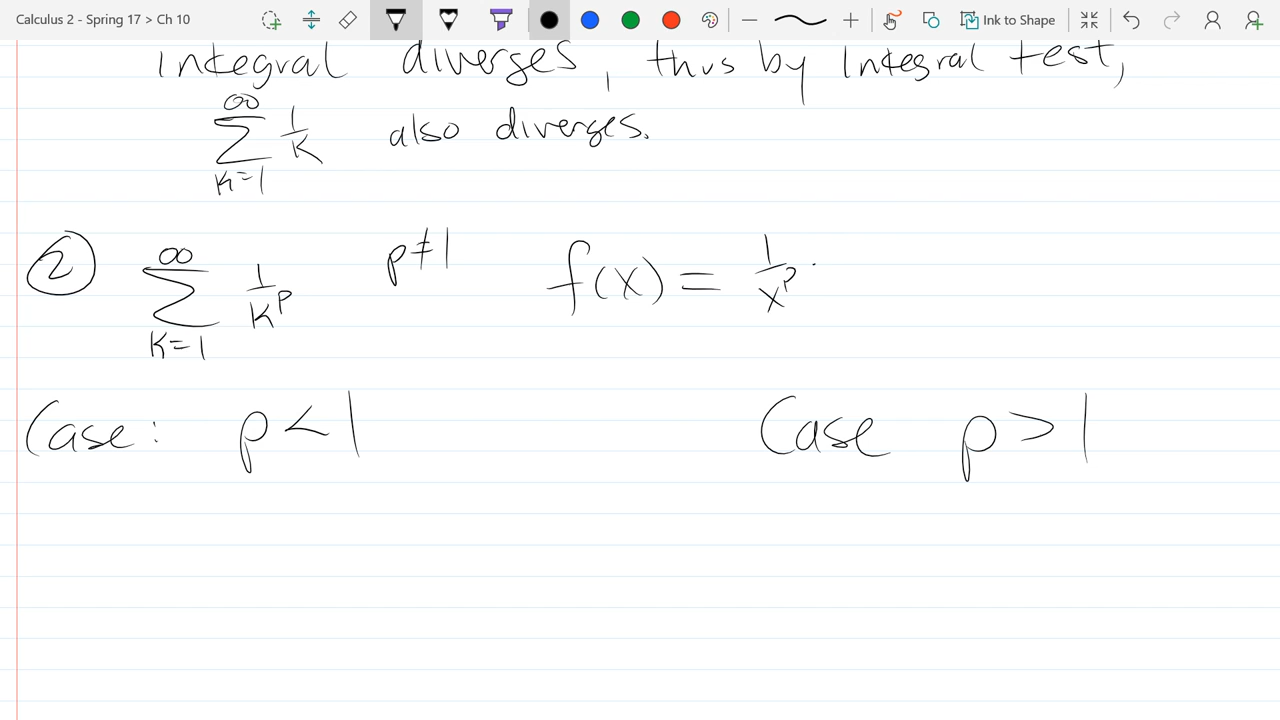 Calculus 2 - Spring 17 > Ch 10 Ink to Shape
integral diverges, thus by Integral test,
∞
∑ 1/K also diverges.
K=1
② ∞ p≠1 f(x) = 1/x^p
∑ 1/K^p
K=1
Case: p < 1 Case p > 1